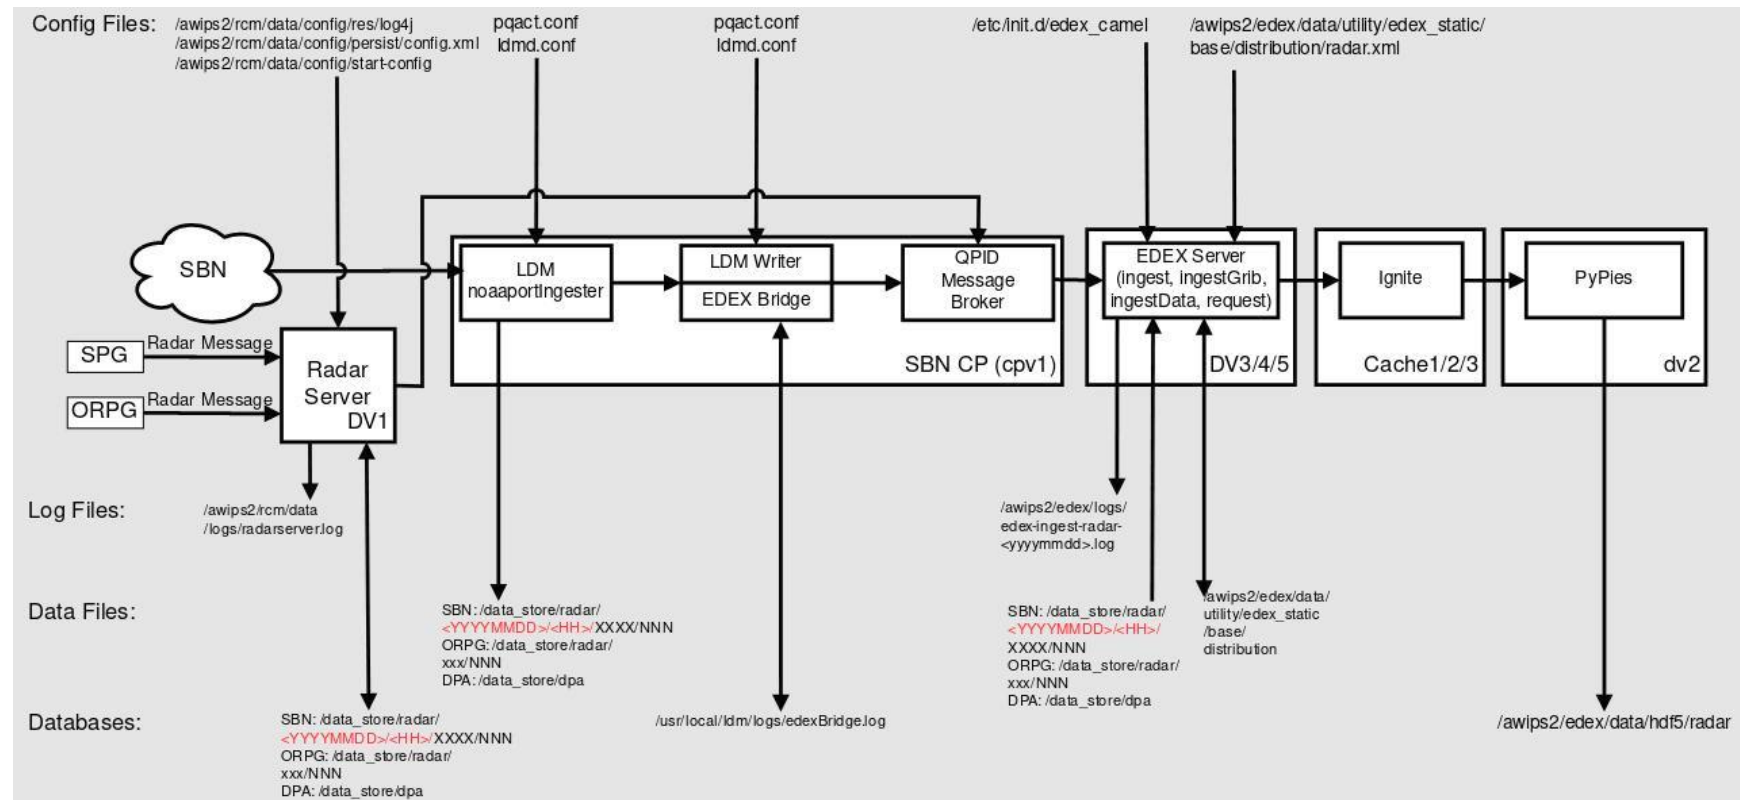 Config Files:
/awips2/rcm/data/config/res/log4j
/awips2/rcm/data/config/persist/config.xml
/awips2/rcm/data/config/start-config
pqact.conf
ldmd.conf
pqact.conf
ldmd.conf
/etc/init.d/edex_camel
/awips2/edex/data/utility/edex_static/
base/distribution/radar.xml
SBN
SPG
Radar Message
ORPG
Radar Message
Radar
Server
DV1
LDM
noaaportIngester
LDM Writer
EDEX Bridge
QPID
Message
Broker
SBN CP (cpv1)
EDEX Server
(ingest, ingestGrib,
ingestData, request)
DV3/4/5
Ignite
Cache1/2/3
PyPies
dv2
Log Files:
/awips2/rcm/data
/logs/radarserver.log
/awips2/edex/logs/
edex-ingest-radar-
<yyyymmdd>.log
Data Files:
SBN: /data_store/radar/
<YYYYMMDD>/<HH>/XXXX/NNN
ORPG: /data_store/radar/
xxx/NNN
DPA: /data_store/dpa
SBN: /data_store/radar/
<YYYYMMDD>/<HH>/
XXXX/NNN
ORPG: /data_store/radar/
xxx/NNN
DPA: /data_store/dpa
/awips2/edex/data/
utility/edex_static
/base/
distribution
Databases:
SBN: /data_store/radar/
<YYYYMMDD>/<HH>/XXXX/NNN
ORPG: /data_store/radar/
xxx/NNN
DPA: /data_store/dpa
/usr/local/ldm/logs/edexBridge.log
/awips2/edex/data/hdf5/radar